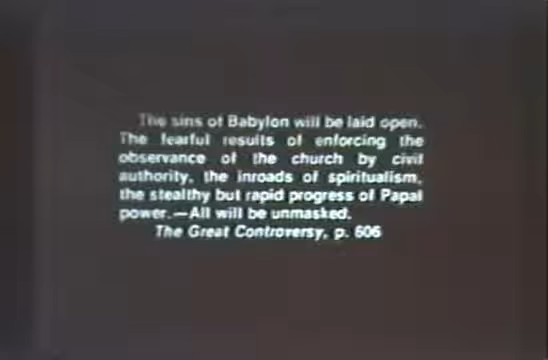 The sins of Babylon will be laid open.
The fearful results of enforcing the
observance of the church by civil
authority, the inroads of spiritualism,
the stealthy but rapid progress of Papal
power.—All will be unmasked.
The Great Controversy, p. 606